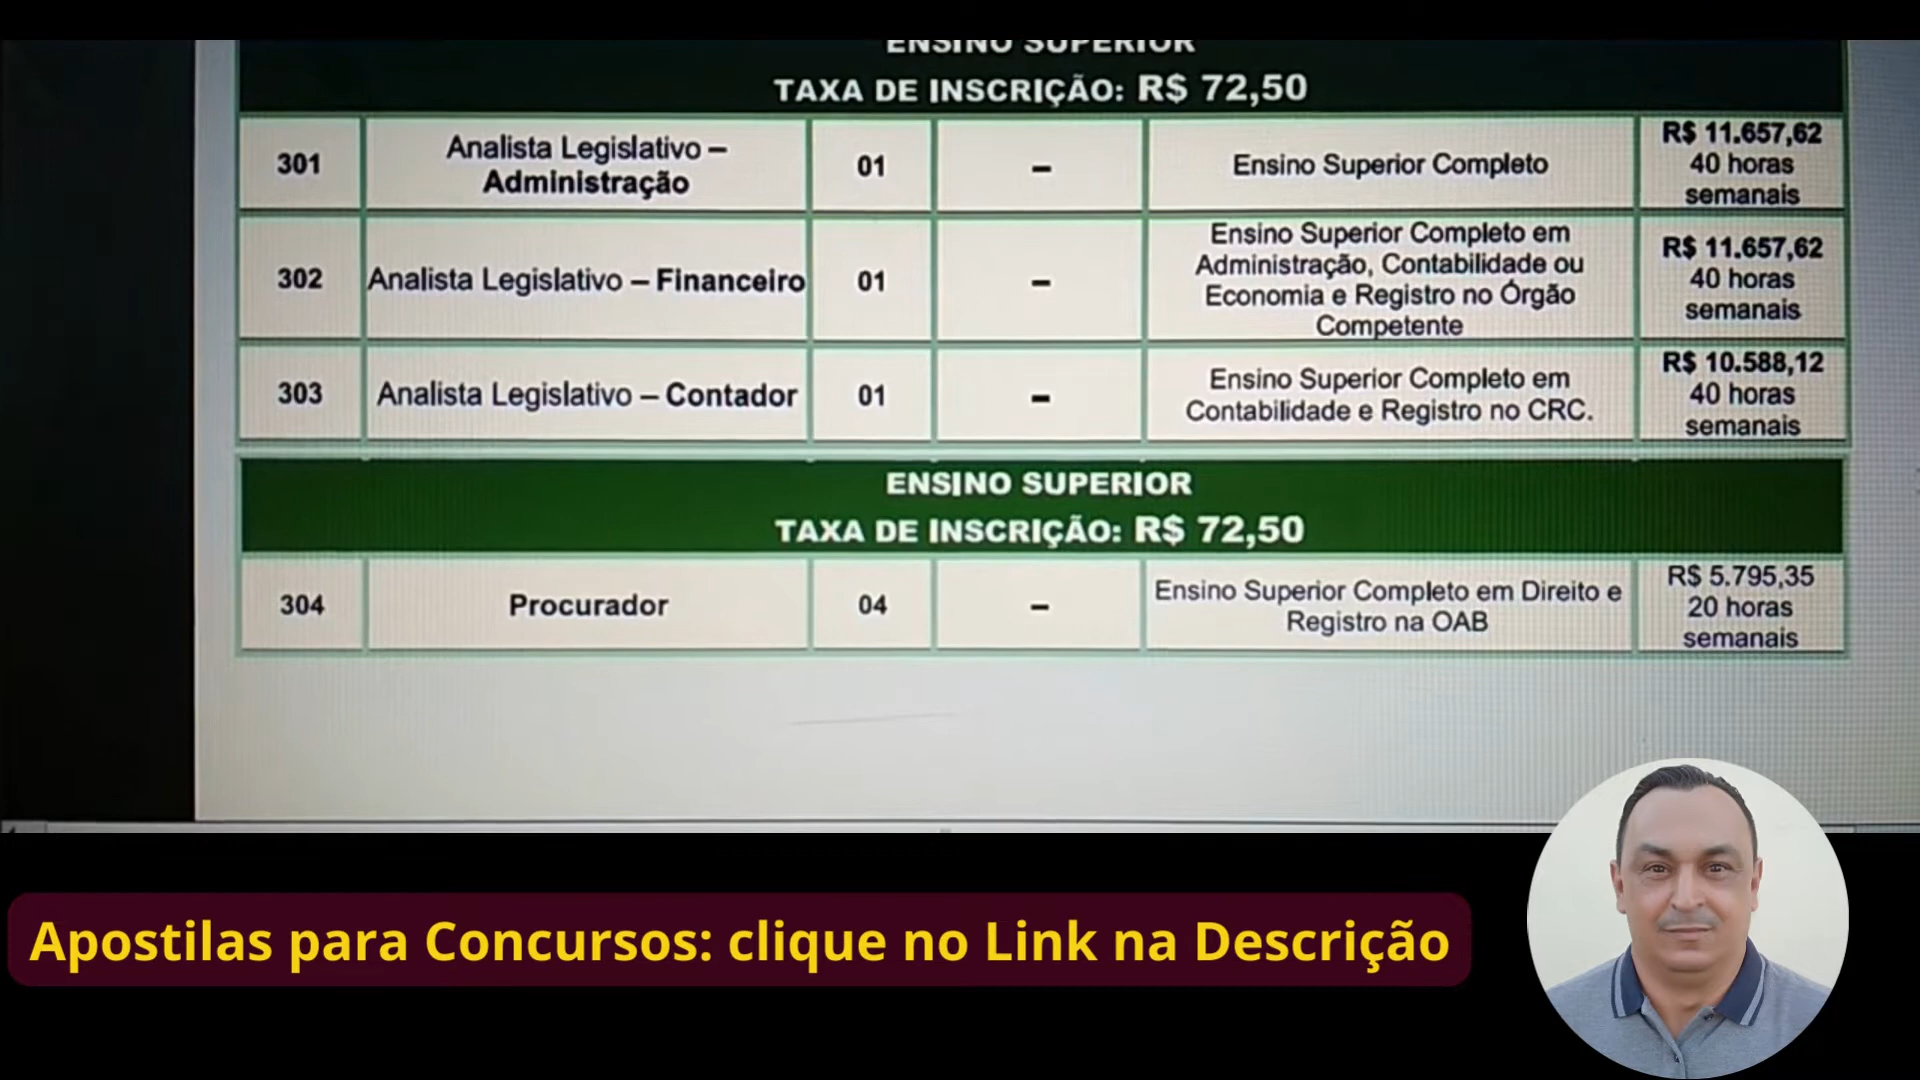 ENSINO SUPERIOR
TAXA DE INSCRIÇÃO: R$ 72,50
301
Analista Legislativo –
Administração
01
–
Ensino Superior Completo
R$ 11.657,62
40 horas
semanais
302
Analista Legislativo – Financeiro
01
–
Ensino Superior Completo em
Administração, Contabilidade ou
Economia e Registro no Órgão
Competente
R$ 11.657,62
40 horas
semanais
303
Analista Legislativo – Contador
01
–
Ensino Superior Completo em
Contabilidade e Registro no CRC.
R$ 10.588,12
40 horas
semanais
ENSINO SUPERIOR
TAXA DE INSCRIÇÃO: R$ 72,50
304
Procurador
04
–
Ensino Superior Completo em Direito e
Registro na OAB
R$ 5.795,35
20 horas
semanais
Apostilas para Concursos: clique no Link na Descrição